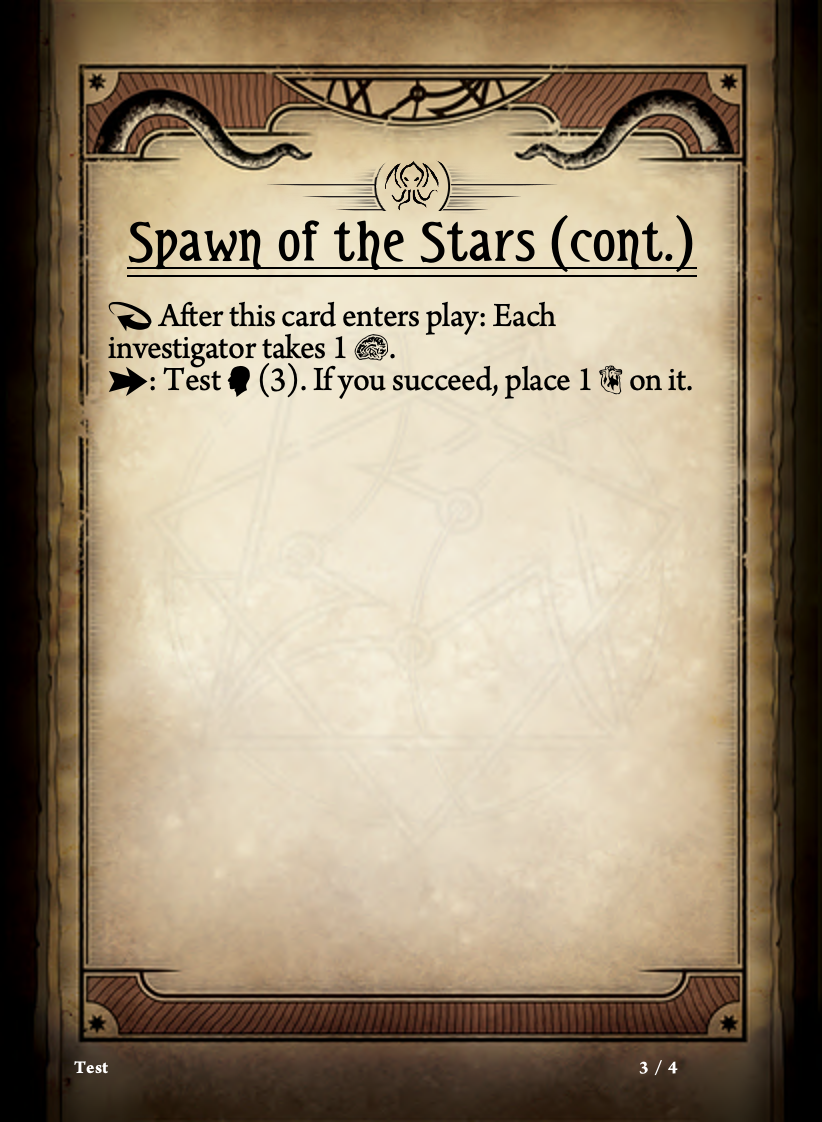 Spawn of the Stars (cont.)
After this card enters play: Each
investigator takes 1 .
: Test (3). If you succeed, place 1 on it.
Test
3 / 4